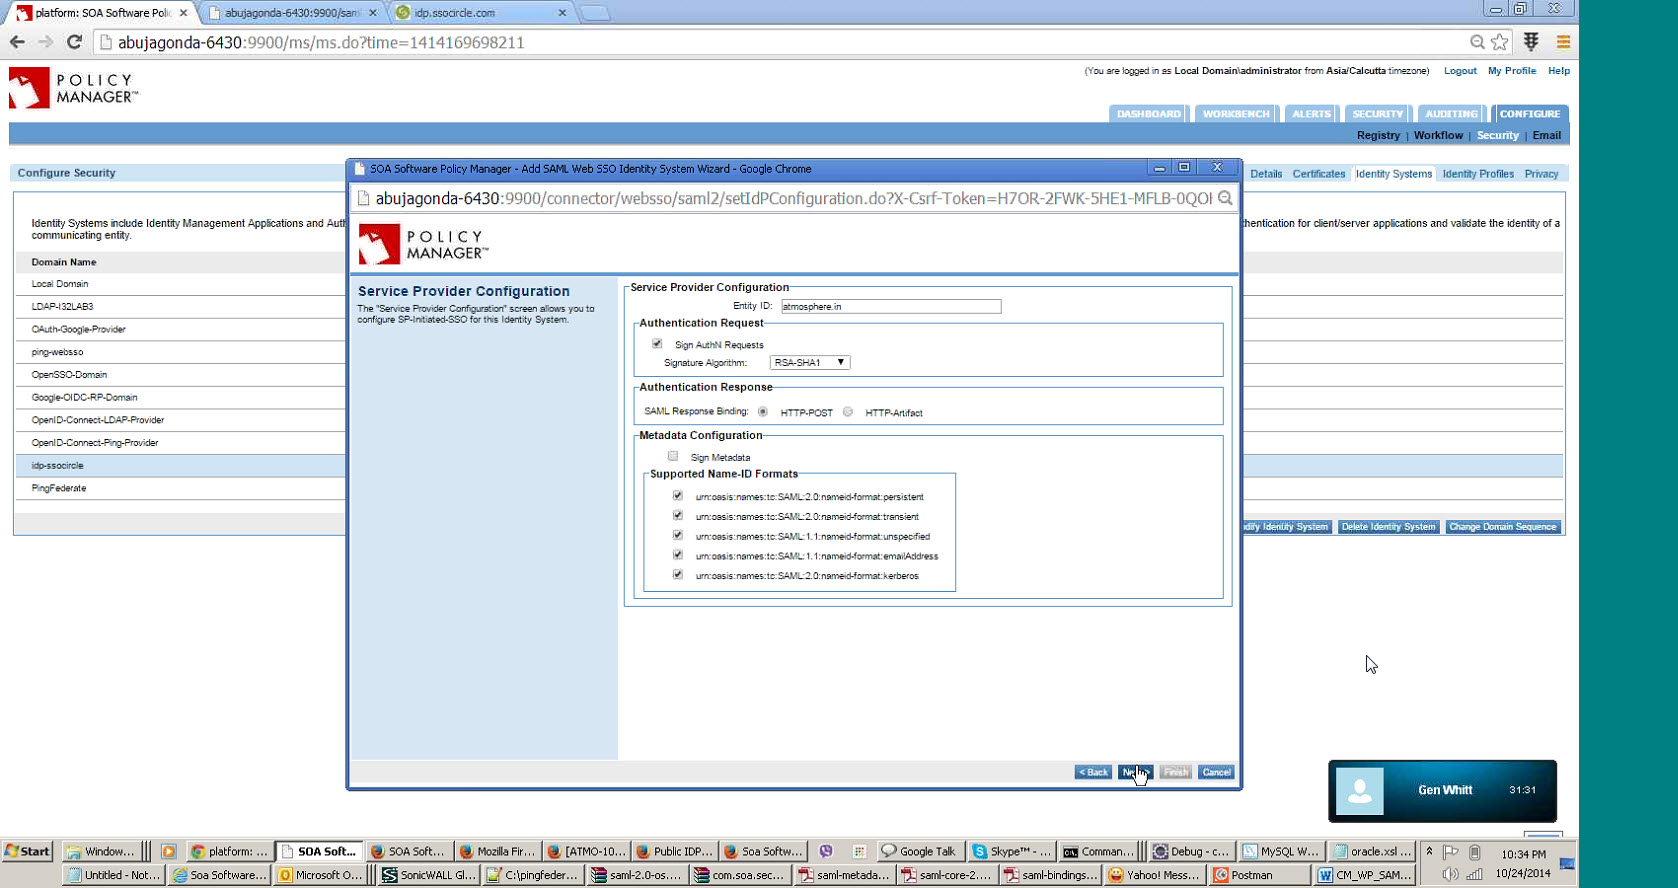 platform: SOA Software Polic
abujagonda-6430:9900/saml
idp.ssocircle.com
abujagonda-6430:9900/ms/ms.do?time=1414169698211
POLICY
MANAGER™
(You are logged in as Local Domain\administrator from Asia/Calcutta timezone) Logout My Profile Help
DASHBOARD WORKBENCH ALERTS SECURITY AUDITING CONFIGURE
Registry | Workflow | Security | Email
Configure Security
Details Certificates Identity Systems Identity Profiles Privacy
Identity Systems include Identity Management Applications and Auth
hentication for client/server applications and validate the identity of a
communicating entity.
Domain Name
Local Domain
LDAP-I32LAB3
OAuth-Google-Provider
ping-websso
OpenSSO-Domain
Google-OIDC-RP-Domain
OpenID-Connect-LDAP-Provider
OpenID-Connect-Ping-Provider
idp-ssocircle
PingFederate
dify Identity System Delete Identity System Change Domain Sequence
SOA Software Policy Manager - Add SAML Web SSO Identity System Wizard - Google Chrome
abujagonda-6430:9900/connector/websso/saml2/setIdPConfiguration.do?X-Csrf-Token=H7OR-2FWK-5HE1-MFLB-0QOI
POLICY
MANAGER™
Service Provider Configuration
The "Service Provider Configuration" screen allows you to
configure SP-Initiated-SSO for this Identity System.
Service Provider Configuration
Entity ID: atmosphere.in
Authentication Request
Sign AuthN Requests
Signature Algorithm: RSA-SHA1
Authentication Response
SAML Response Binding: HTTP-POST HTTP-Artifact
Metadata Configuration
Sign Metadata
Supported Name-ID Formats
urn:oasis:names:tc:SAML:2.0:nameid-format:persistent
urn:oasis:names:tc:SAML:2.0:nameid-format:transient
urn:oasis:names:tc:SAML:1.1:nameid-format:unspecified
urn:oasis:names:tc:SAML:1.1:nameid-format:emailAddress
urn:oasis:names:tc:SAML:2.0:nameid-format:kerberos
< Back Finish Cancel
Gen Whitt 31:31
Start Window... platform: ... SOA Soft... SOA Soft... Mozilla Fir... [ATMO-10... Public IDP... Soa Softw... Google Talk Skype™ - ... Comman... Debug - c... MySQL W... oracle.xsl ... 10:34 PM
Untitled - Not... Soa Software... Microsoft O... SonicWALL Gl... C:\pingfeder... saml-2.0-os.... com.soa.sec... saml-metada... saml-core-2.... saml-bindings... Yahoo! Mess... Postman CM_WP_SAM... 10/24/2014